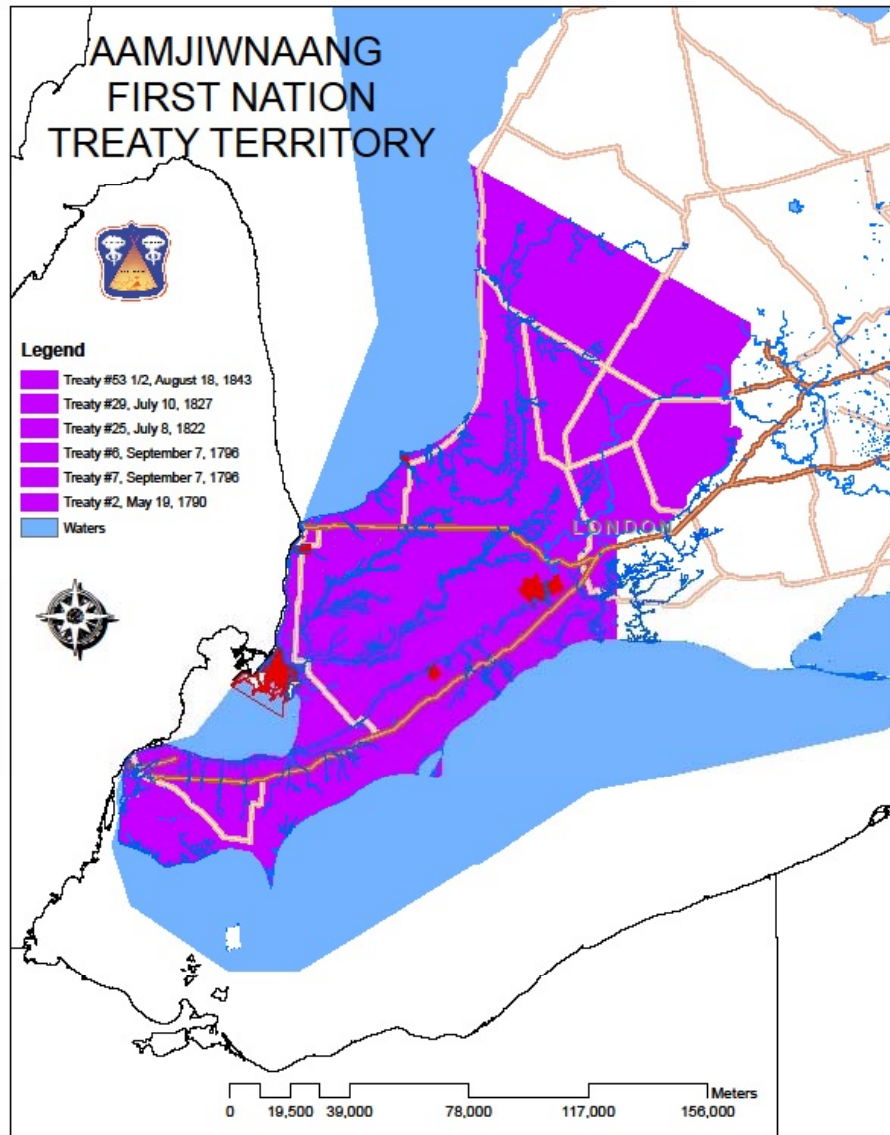 AAMJIWNAANG
FIRST NATION
TREATY TERRITORY
Legend
Treaty #53 1/2, August 18, 1843
Treaty #29, July 10, 1827
Treaty #25, July 8, 1822
Treaty #6, September 7, 1796
Treaty #7, September 7, 1796
Treaty #2, May 19, 1790
Waters
LONDON
Meters
0 19,500 39,000 78,000 117,000 156,000